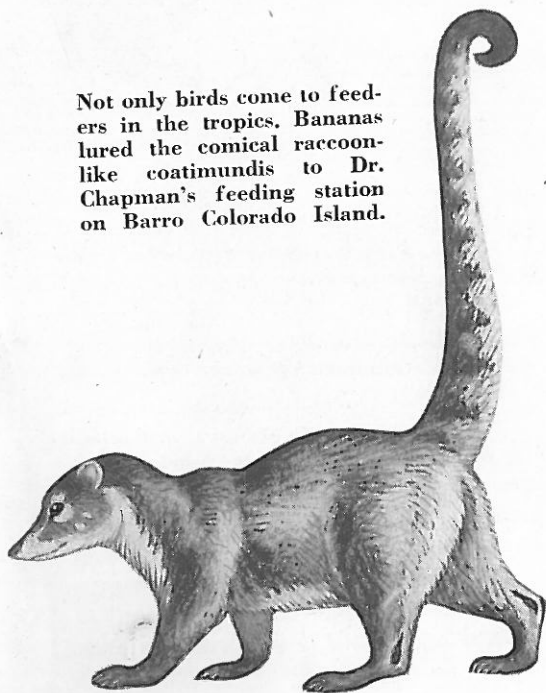 Not only birds come to feed-
ers in the tropics. Bananas
lured the comical raccoon-
like coatimundis to Dr.
Chapman's feeding station
on Barro Colorado Island.